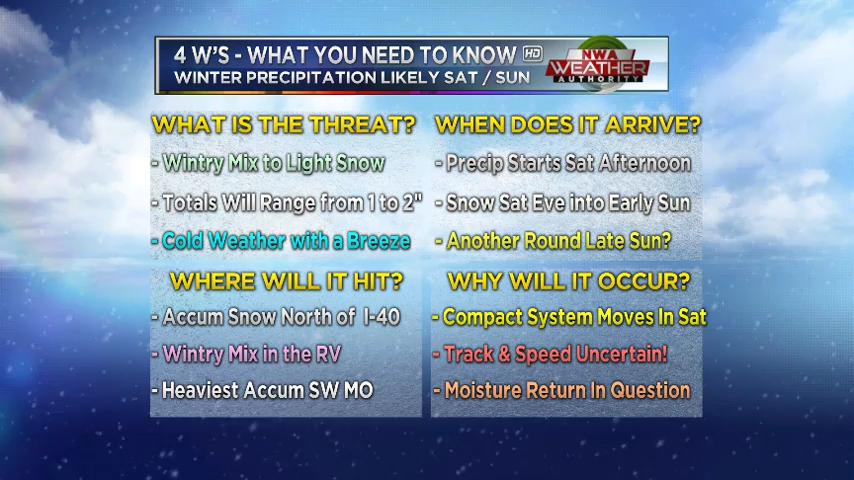 4 W'S - WHAT YOU NEED TO KNOW HD
WINTER PRECIPITATION LIKELY SAT / SUN
NWA
WEATHER
AUTHORITY
WHAT IS THE THREAT?
- Wintry Mix to Light Snow
- Totals Will Range from 1 to 2"
- Cold Weather with a Breeze
WHEN DOES IT ARRIVE?
- Precip Starts Sat Afternoon
- Snow Sat Eve into Early Sun
- Another Round Late Sun?
WHERE WILL IT HIT?
- Accum Snow North of I-40
- Wintry Mix in the RV
- Heaviest Accum SW MO
WHY WILL IT OCCUR?
- Compact System Moves In Sat
- Track & Speed Uncertain!
- Moisture Return In Question